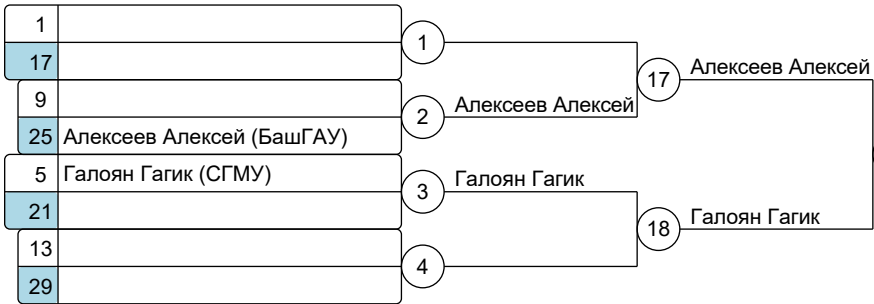 1
1
17
17 Алексеев Алексей
9
2 Алексеев Алексей
25 Алексеев Алексей (БашГАУ)
5 Галоян Гагик (СГМУ)
3 Галоян Гагик
21
18 Галоян Гагик
13
4
29